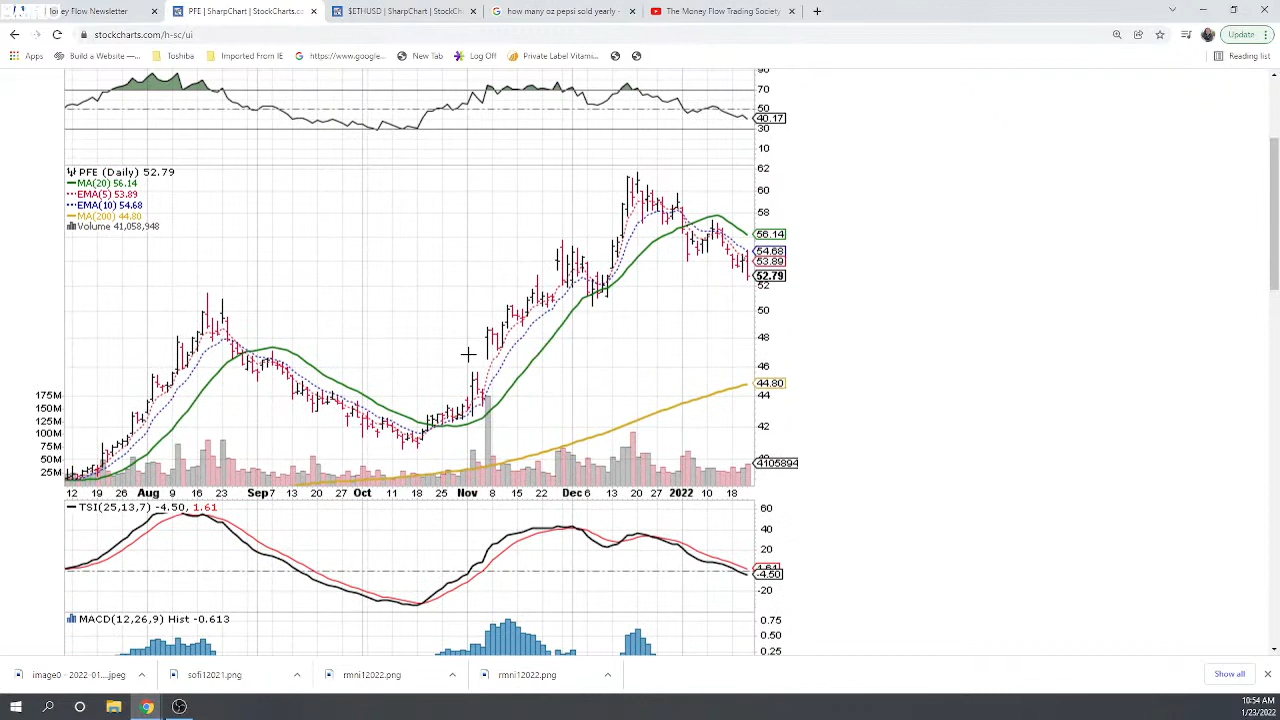 ney Flow Newsletter
PFE | SharpChart | StockCharts.c
$ETHUSD | SharpChart | StockCh
how many oz pepsi sold yearly -
The Money Flow Trading Society
stockcharts.com/h-sc/ui
Update
Apps
Build a Website —...
Toshiba
Imported From IE
https://www.google...
New Tab
Log Off
Private Label Vitamin...
Reading list
90
70
50
40.17
30
10
PFE (Daily) 52.79
MA(20) 56.14
EMA(5) 53.89
EMA(10) 54.68
MA(200) 44.80
Volume 41,058,948
62
60
58
56.14
54.68
53.89
52.79
52
50
48
46
44.80
44
42
4105894
175M
150M
125M
100M
75M
50M
25M
12 19 26 Aug 9 16 23 Sep 7 13 20 27 Oct 11 18 25 Nov 8 15 22 Dec 6 13 20 27 2022 10 18
TSI(25,13,7) -4.50, 1.61
60
40
20
-4.50
-20
MACD(12,26,9) Hist -0.613
0.75
0.50
0.25
image0 - 2022-01...jpeg
sofi12021.png
rmni12022.png
rmni12022.png
Show all
10:54 AM
1/23/2022